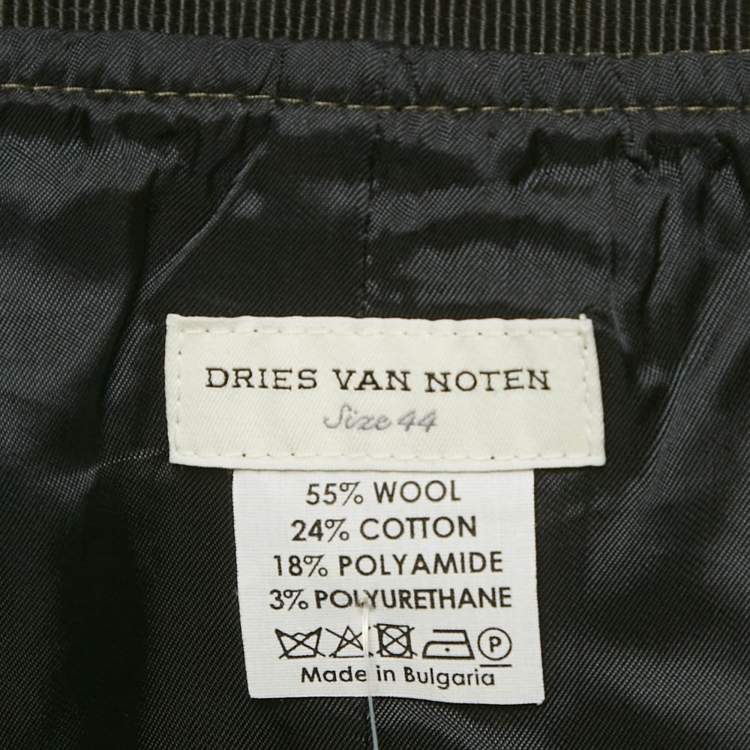 DRIES VAN NOTEN
Size 44
55% WOOL
24% COTTON
18% POLYAMIDE
3% POLYURETHANE
P
Made in Bulgaria